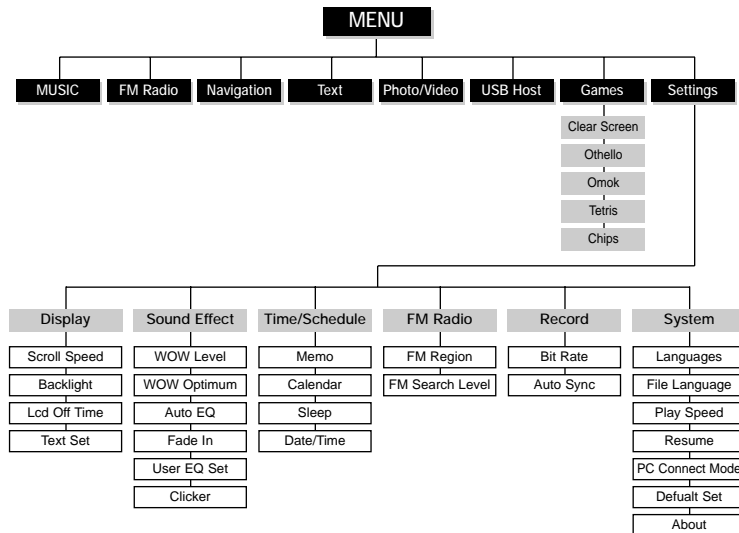 MENU
MUSIC
FM Radio
Navigation
Text
Photo/Video
USB Host
Games
Settings
Clear Screen
Othello
Omok
Tetris
Chips
Display
Scroll Speed
Backlight
Lcd Off Time
Text Set
Sound Effect
WOW Level
WOW Optimum
Auto EQ
Fade In
User EQ Set
Clicker
Time/Schedule
Memo
Calendar
Sleep
Date/Time
FM Radio
FM Region
FM Search Level
Record
Bit Rate
Auto Sync
System
Languages
File Language
Play Speed
Resume
PC Connect Mode
Defualt Set
About